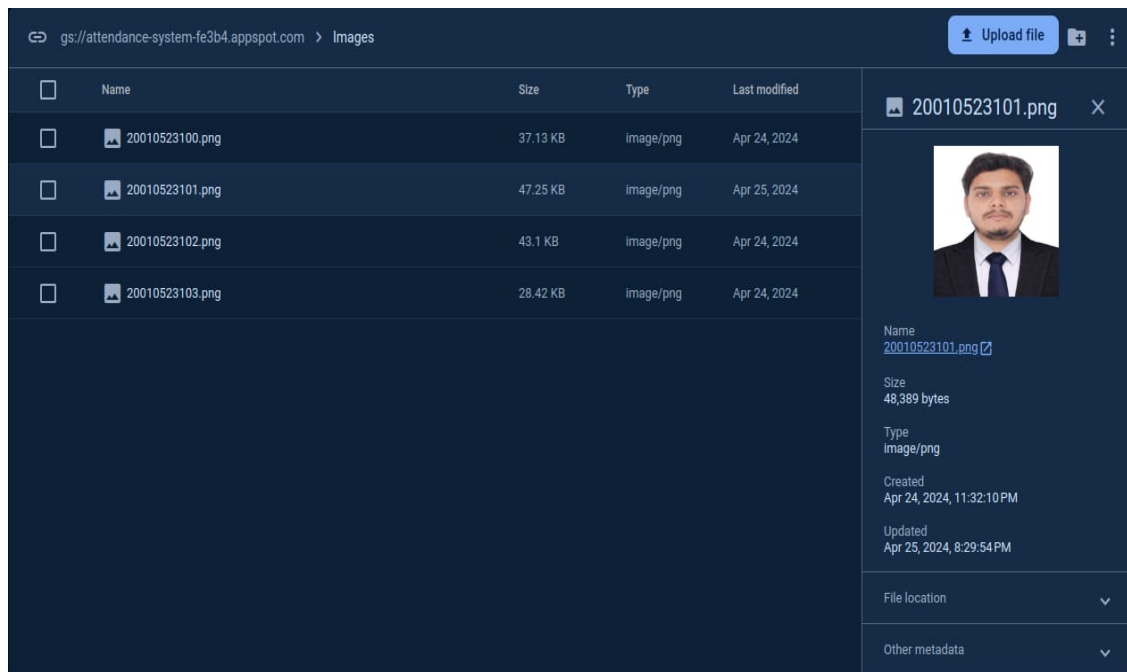 gs://attendance-system-fe3b4.appspot.com > Images
Upload file
Name Size Type Last modified
20010523100.png 37.13 KB image/png Apr 24, 2024
20010523101.png 47.25 KB image/png Apr 25, 2024
20010523102.png 43.1 KB image/png Apr 24, 2024
20010523103.png 28.42 KB image/png Apr 24, 2024
20010523101.png
Name
20010523101.png
Size
48,389 bytes
Type
image/png
Created
Apr 24, 2024, 11:32:10 PM
Updated
Apr 25, 2024, 8:29:54 PM
File location
Other metadata